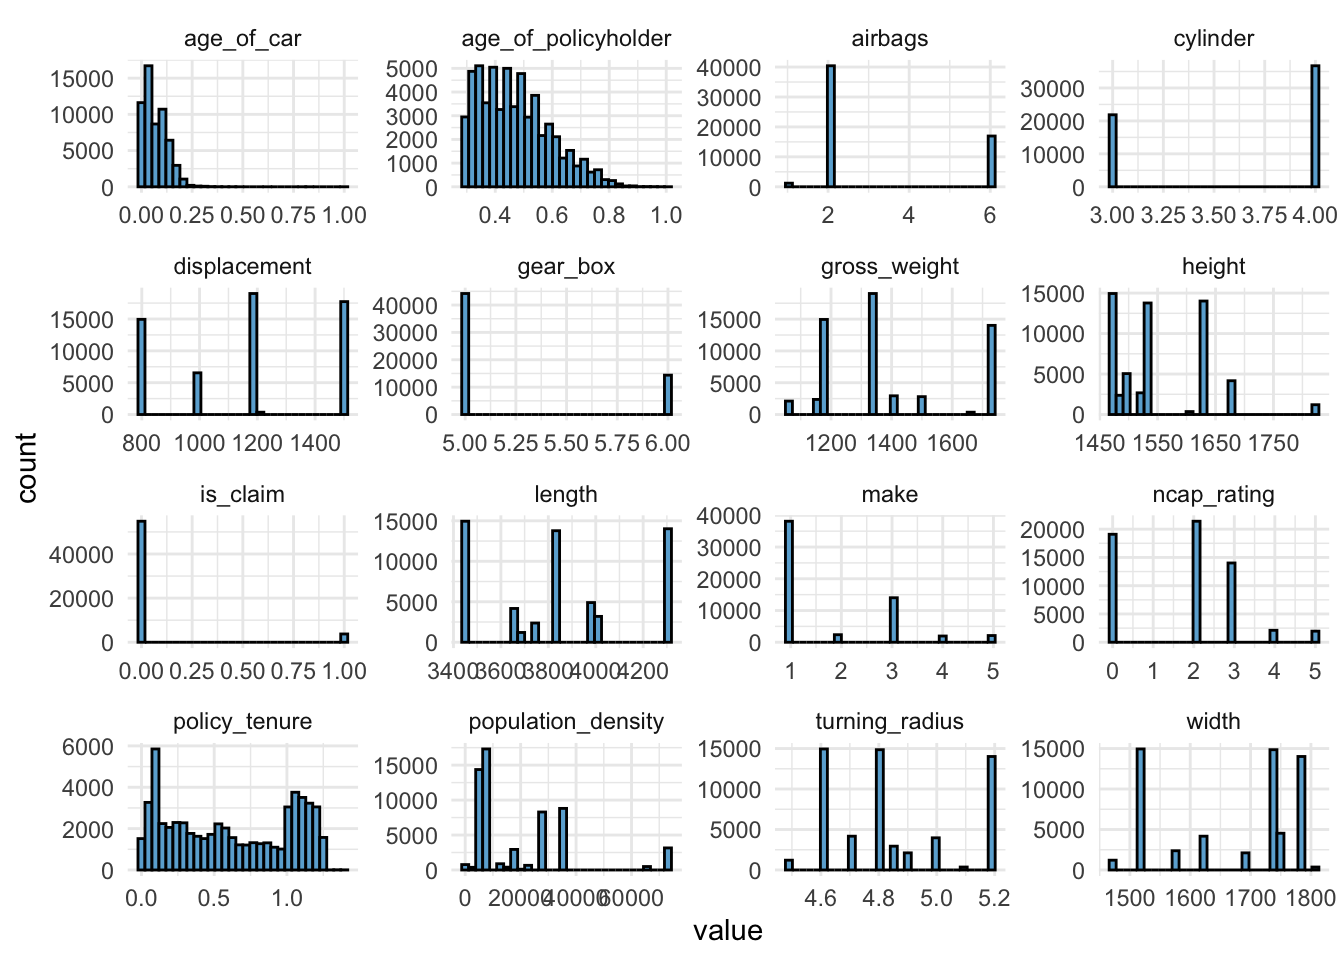 age_of_car
age_of_policyholder
airbags
cylinder
15000
10000
5000
0
5000
4000
3000
2000
1000
0
40000
30000
20000
10000
0
30000
20000
10000
0
0.00 0.25 0.50 0.75 1.00
0.4 0.6 0.8 1.0
2 4 6
3.00 3.25 3.50 3.75 4.00
displacement
gear_box
gross_weight
height
15000
10000
5000
0
40000
30000
20000
10000
0
15000
10000
5000
0
15000
10000
5000
0
800 1000 1200 1400
5.00 5.25 5.50 5.75 6.00
1200 1400 1600
1450 1550 1650 1750
count
is_claim
length
make
ncap_rating
40000
20000
0
15000
10000
5000
0
40000
30000
20000
10000
0
20000
15000
10000
5000
0
0.00 0.25 0.50 0.75 1.00
3400 3600 3800 4000 4200
1 2 3 4 5
0 1 2 3 4 5
policy_tenure
population_density
turning_radius
width
6000
4000
2000
0
15000
10000
5000
0
15000
10000
5000
0
15000
10000
5000
0
0.0 0.5 1.0
0 20000 40000 60000
4.6 4.8 5.0 5.2
1500 1600 1700 1800
value